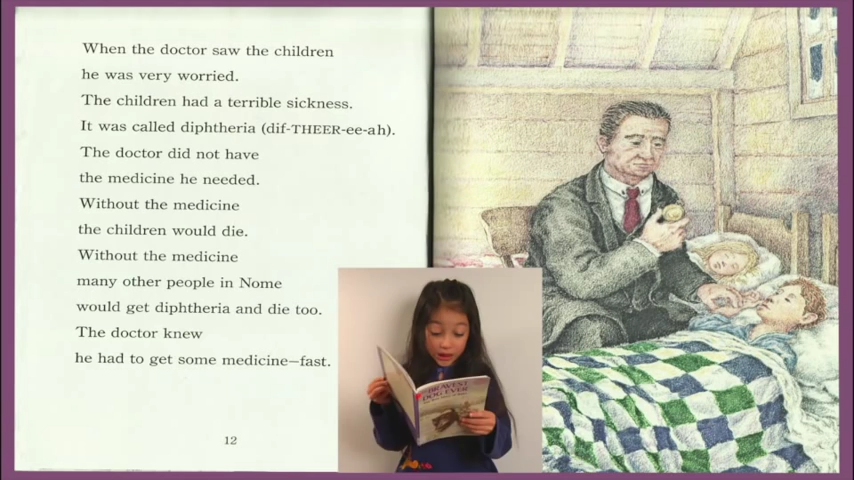 When the doctor saw the children
he was very worried.
The children had a terrible sickness.
It was called diphtheria (dif-THEER-ee-ah).
The doctor did not have
the medicine he needed.
Without the medicine
the children would die.
Without the medicine
many other people in Nome
would get diphtheria and die too.
The doctor knew
he had to get some medicine—fast.
12
BRAVEST
DOG EVER